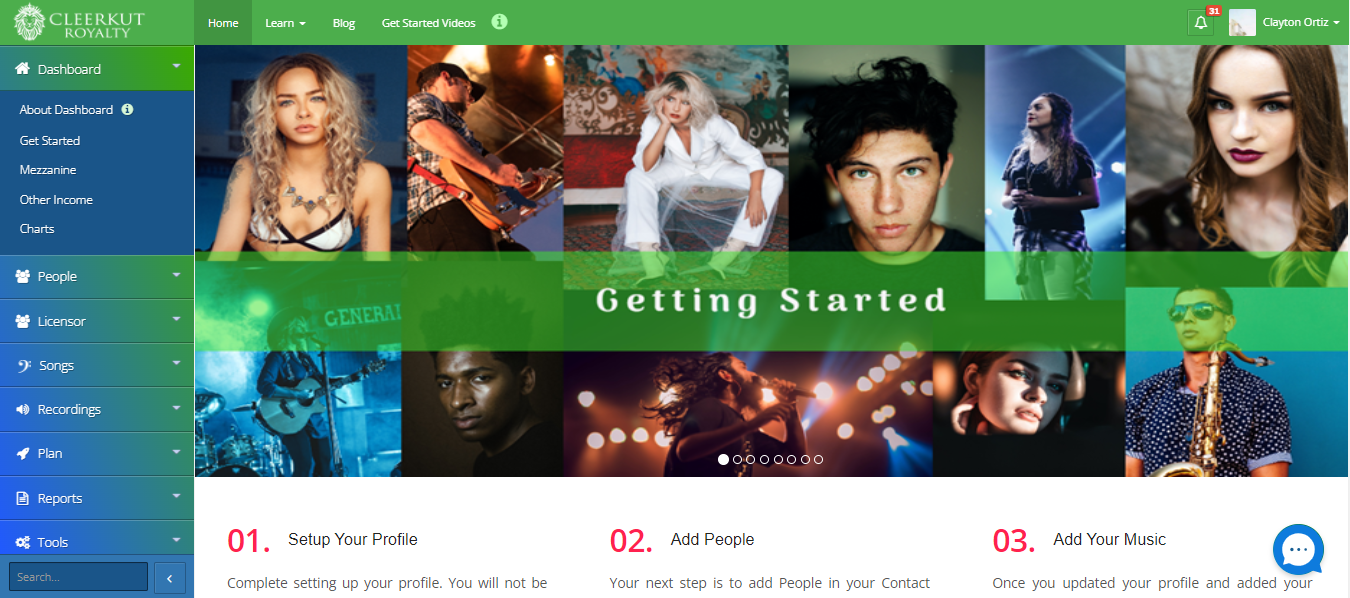 CLEERKUT
ROYALTY
Home
Learn
Blog
Get Started Videos
31
Clayton Ortiz
Dashboard
About Dashboard
Get Started
Mezzanine
Other Income
Charts
People
Licensor
Songs
Recordings
Plan
Reports
Tools
Search...
GENERAL
Getting Started
01. Setup Your Profile
Complete setting up your profile. You will not be
02. Add People
Your next step is to add People in your Contact
03. Add Your Music
Once you updated your profile and added your